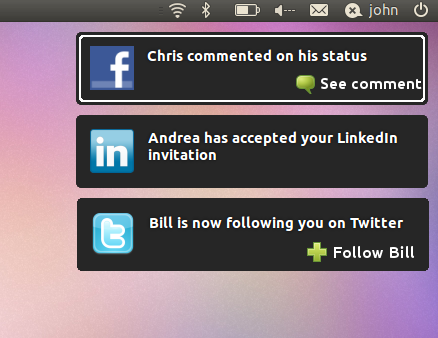 john
Chris commented on his status
See comment
Andrea has accepted your LinkedIn
invitation
Bill is now following you on Twitter
Follow Bill